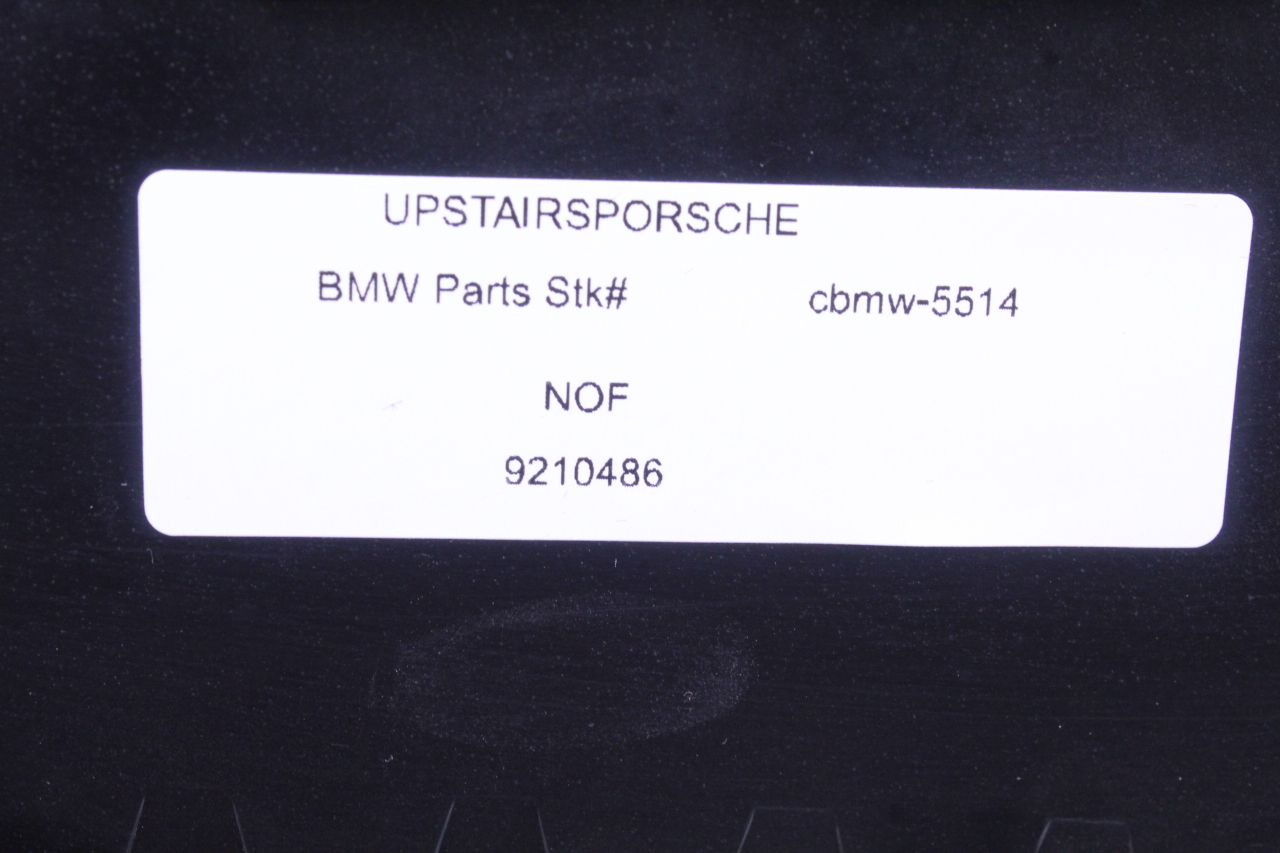 UPSTAIRSPORSCHE
BMW Parts Stk# cbmw-5514
NOF
9210486